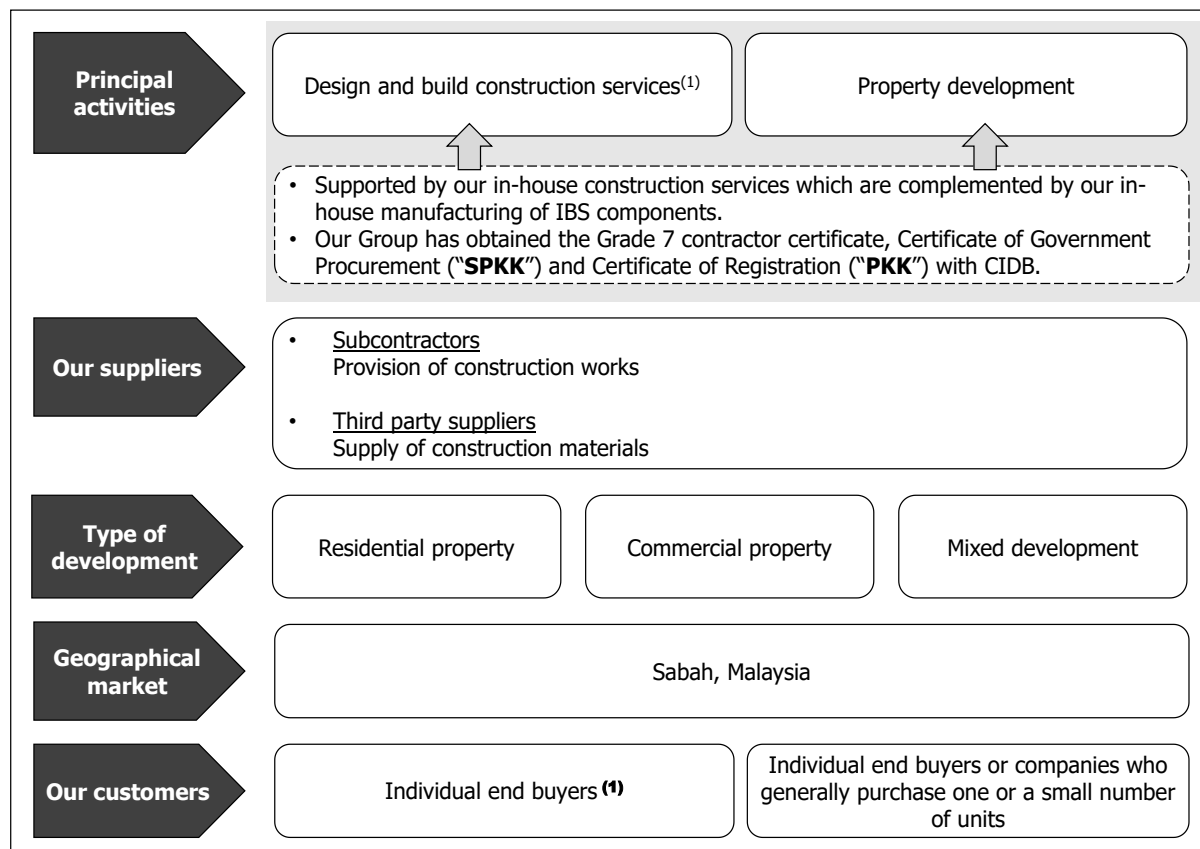 Principal
activities
Design and build construction services(1)
Property development
• Supported by our in-house construction services which are complemented by our in-
house manufacturing of IBS components.
• Our Group has obtained the Grade 7 contractor certificate, Certificate of Government
Procurement (“SPKK”) and Certificate of Registration (“PKK”) with CIDB.
Our suppliers
• Subcontractors
Provision of construction works
• Third party suppliers
Supply of construction materials
Type of
development
Residential property
Commercial property
Mixed development
Geographical
market
Sabah, Malaysia
Our customers
Individual end buyers (1)
Individual end buyers or companies who
generally purchase one or a small number
of units